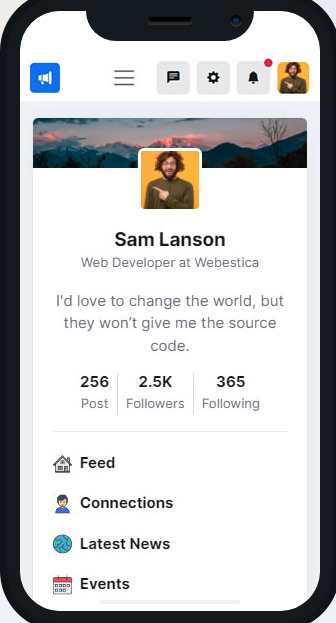 Sam Lanson
Web Developer at Webestica
I'd love to change the world, but
they won’t give me the source
code.
256 2.5K 365
Post Followers Following
Feed
Connections
Latest News
Events